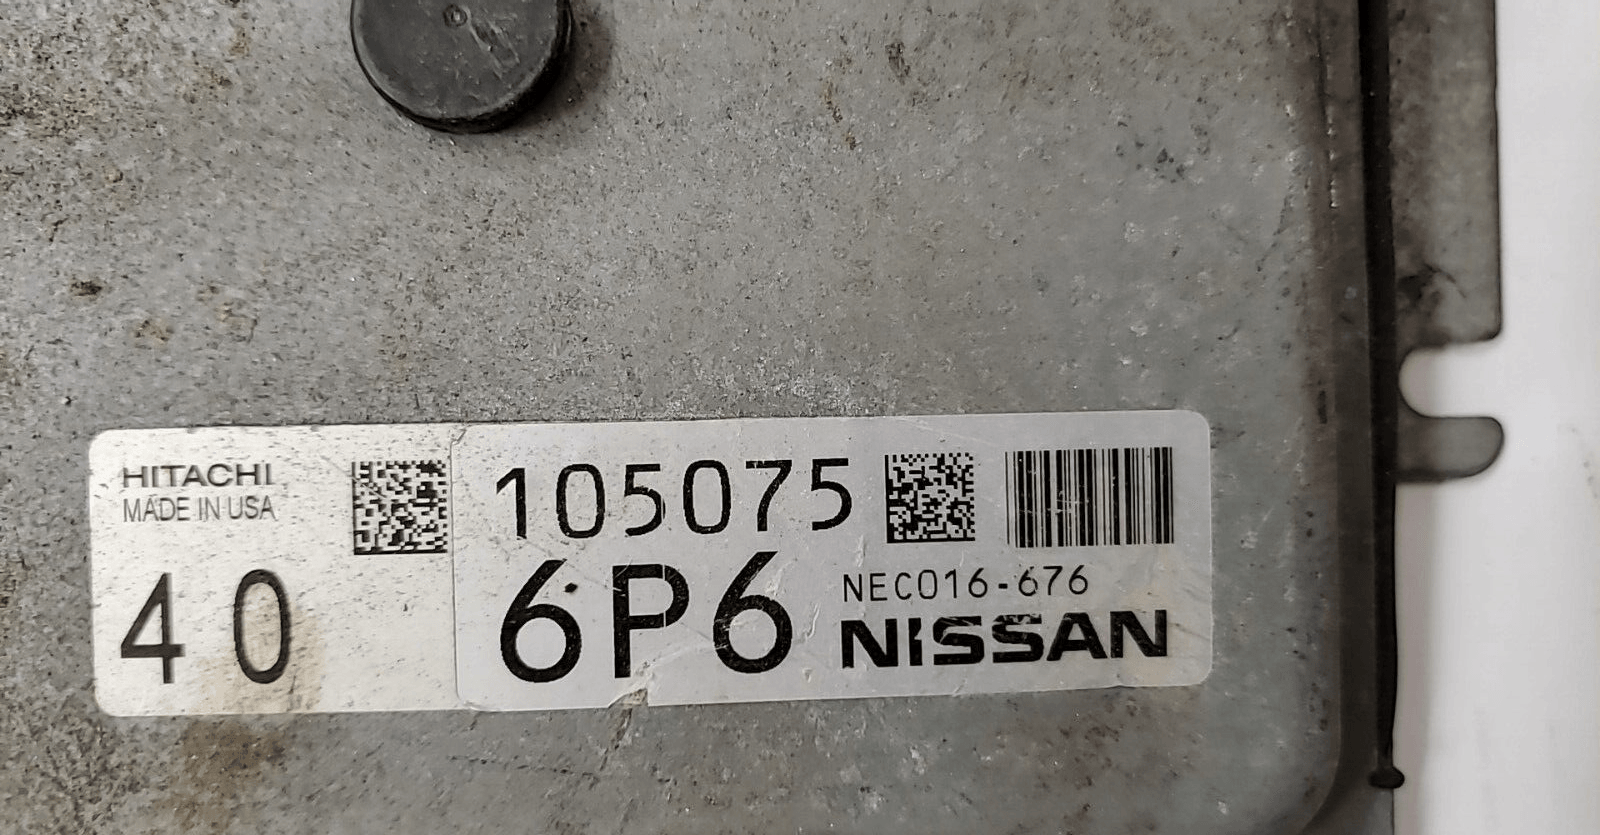 HITACHI
MADE IN USA
40
105075
6P6
NEC016-676
NISSAN